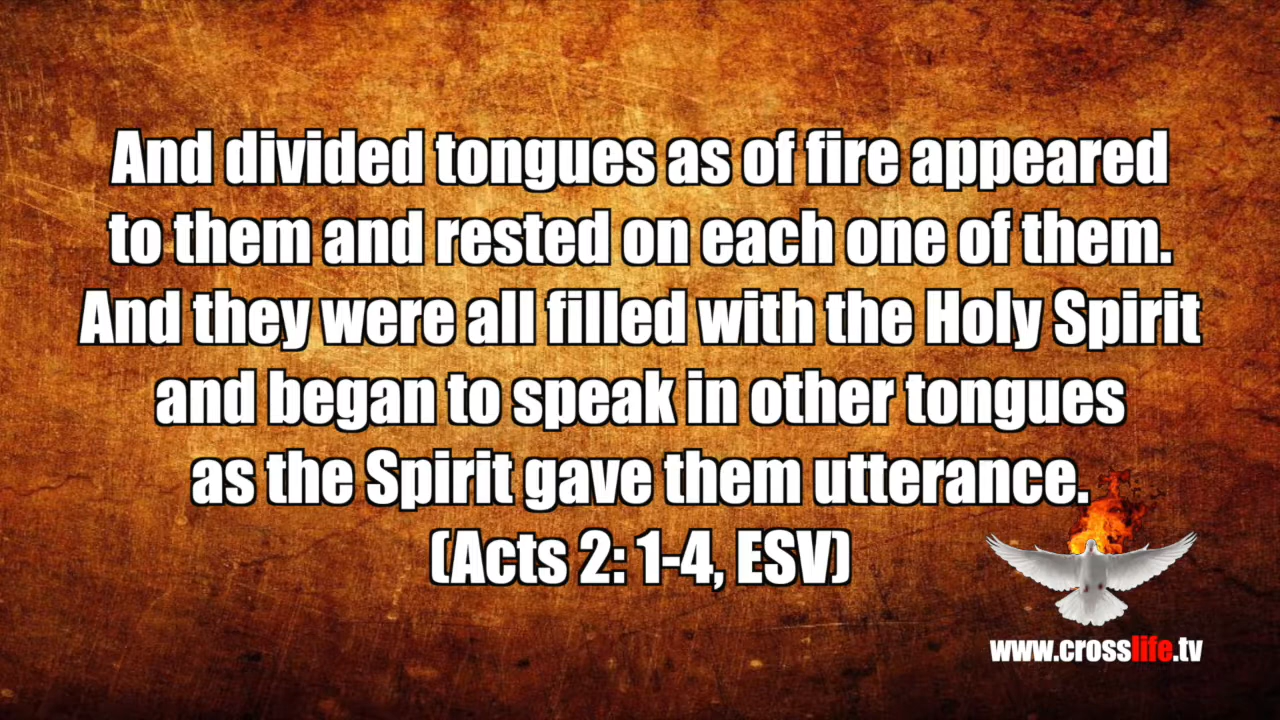 And divided tongues as of fire appeared
to them and rested on each one of them.
And they were all filled with the Holy Spirit
and began to speak in other tongues
as the Spirit gave them utterance.
(Acts 2: 1-4, ESV)
www.crosslife.tv